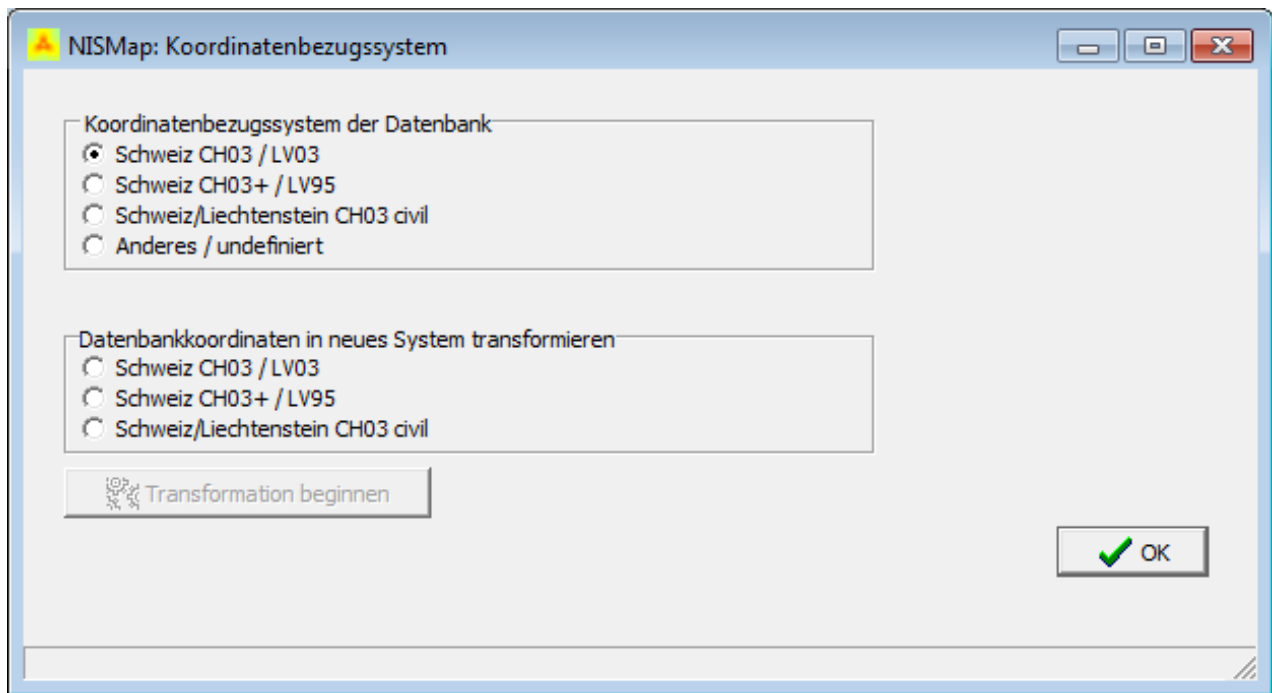 NISMap: Koordinatenbezugssystem
Koordinatenbezugssystem der Datenbank
Schweiz CH03 / LV03
Schweiz CH03+ / LV95
Schweiz/Liechtenstein CH03 civil
Anderes / undefiniert
Datenbankkoordinaten in neues System transformieren
Schweiz CH03 / LV03
Schweiz CH03+ / LV95
Schweiz/Liechtenstein CH03 civil
Transformation beginnen
OK